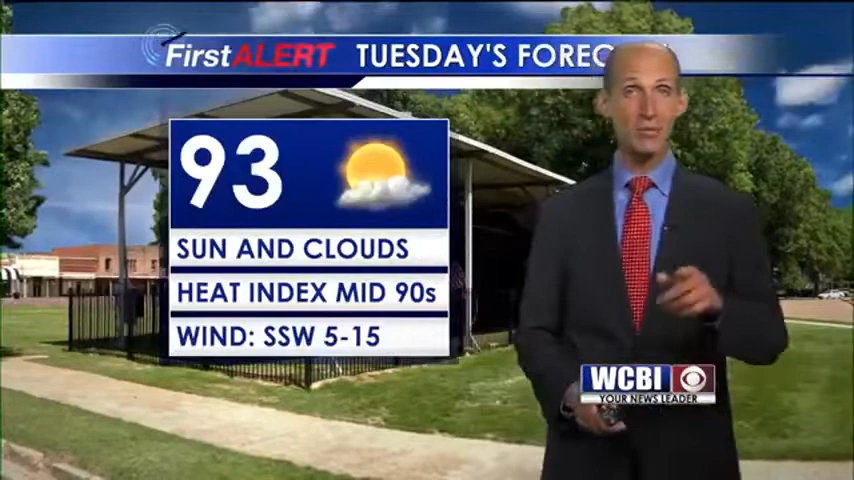 FirstALERT TUESDAY'S FOREC
93
SUN AND CLOUDS
HEAT INDEX MID 90s
WIND: SSW 5-15
WCBI
YOUR NEWS LEADER